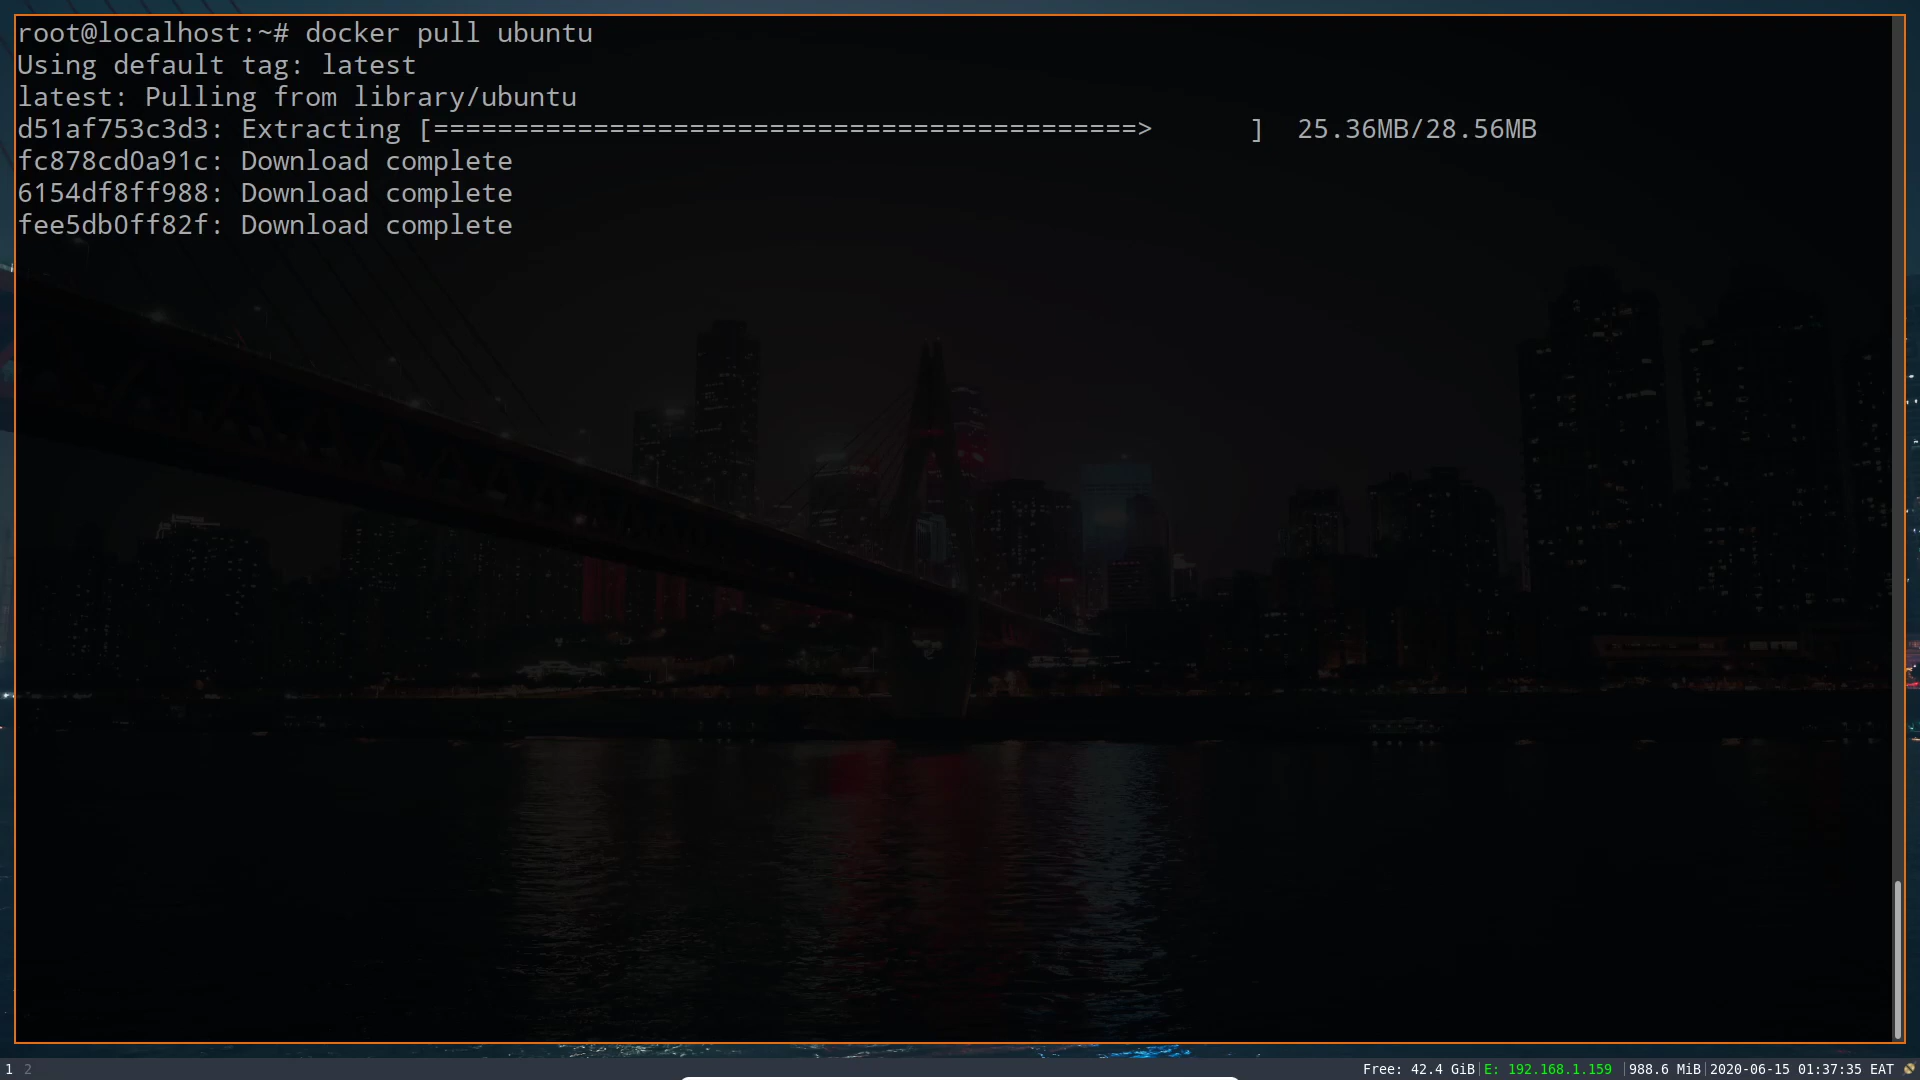 root@localhost:~# docker pull ubuntu
Using default tag: latest
latest: Pulling from library/ubuntu
d51af753c3d3: Extracting [============================================>      ]  25.36MB/28.56MB
fc878cd0a91c: Download complete
6154df8ff988: Download complete
fee5db0ff82f: Download complete
1 2 Free: 42.4 GiB|E: 192.168.1.159 |988.6 MiB|2020-06-15 01:37:35 EAT